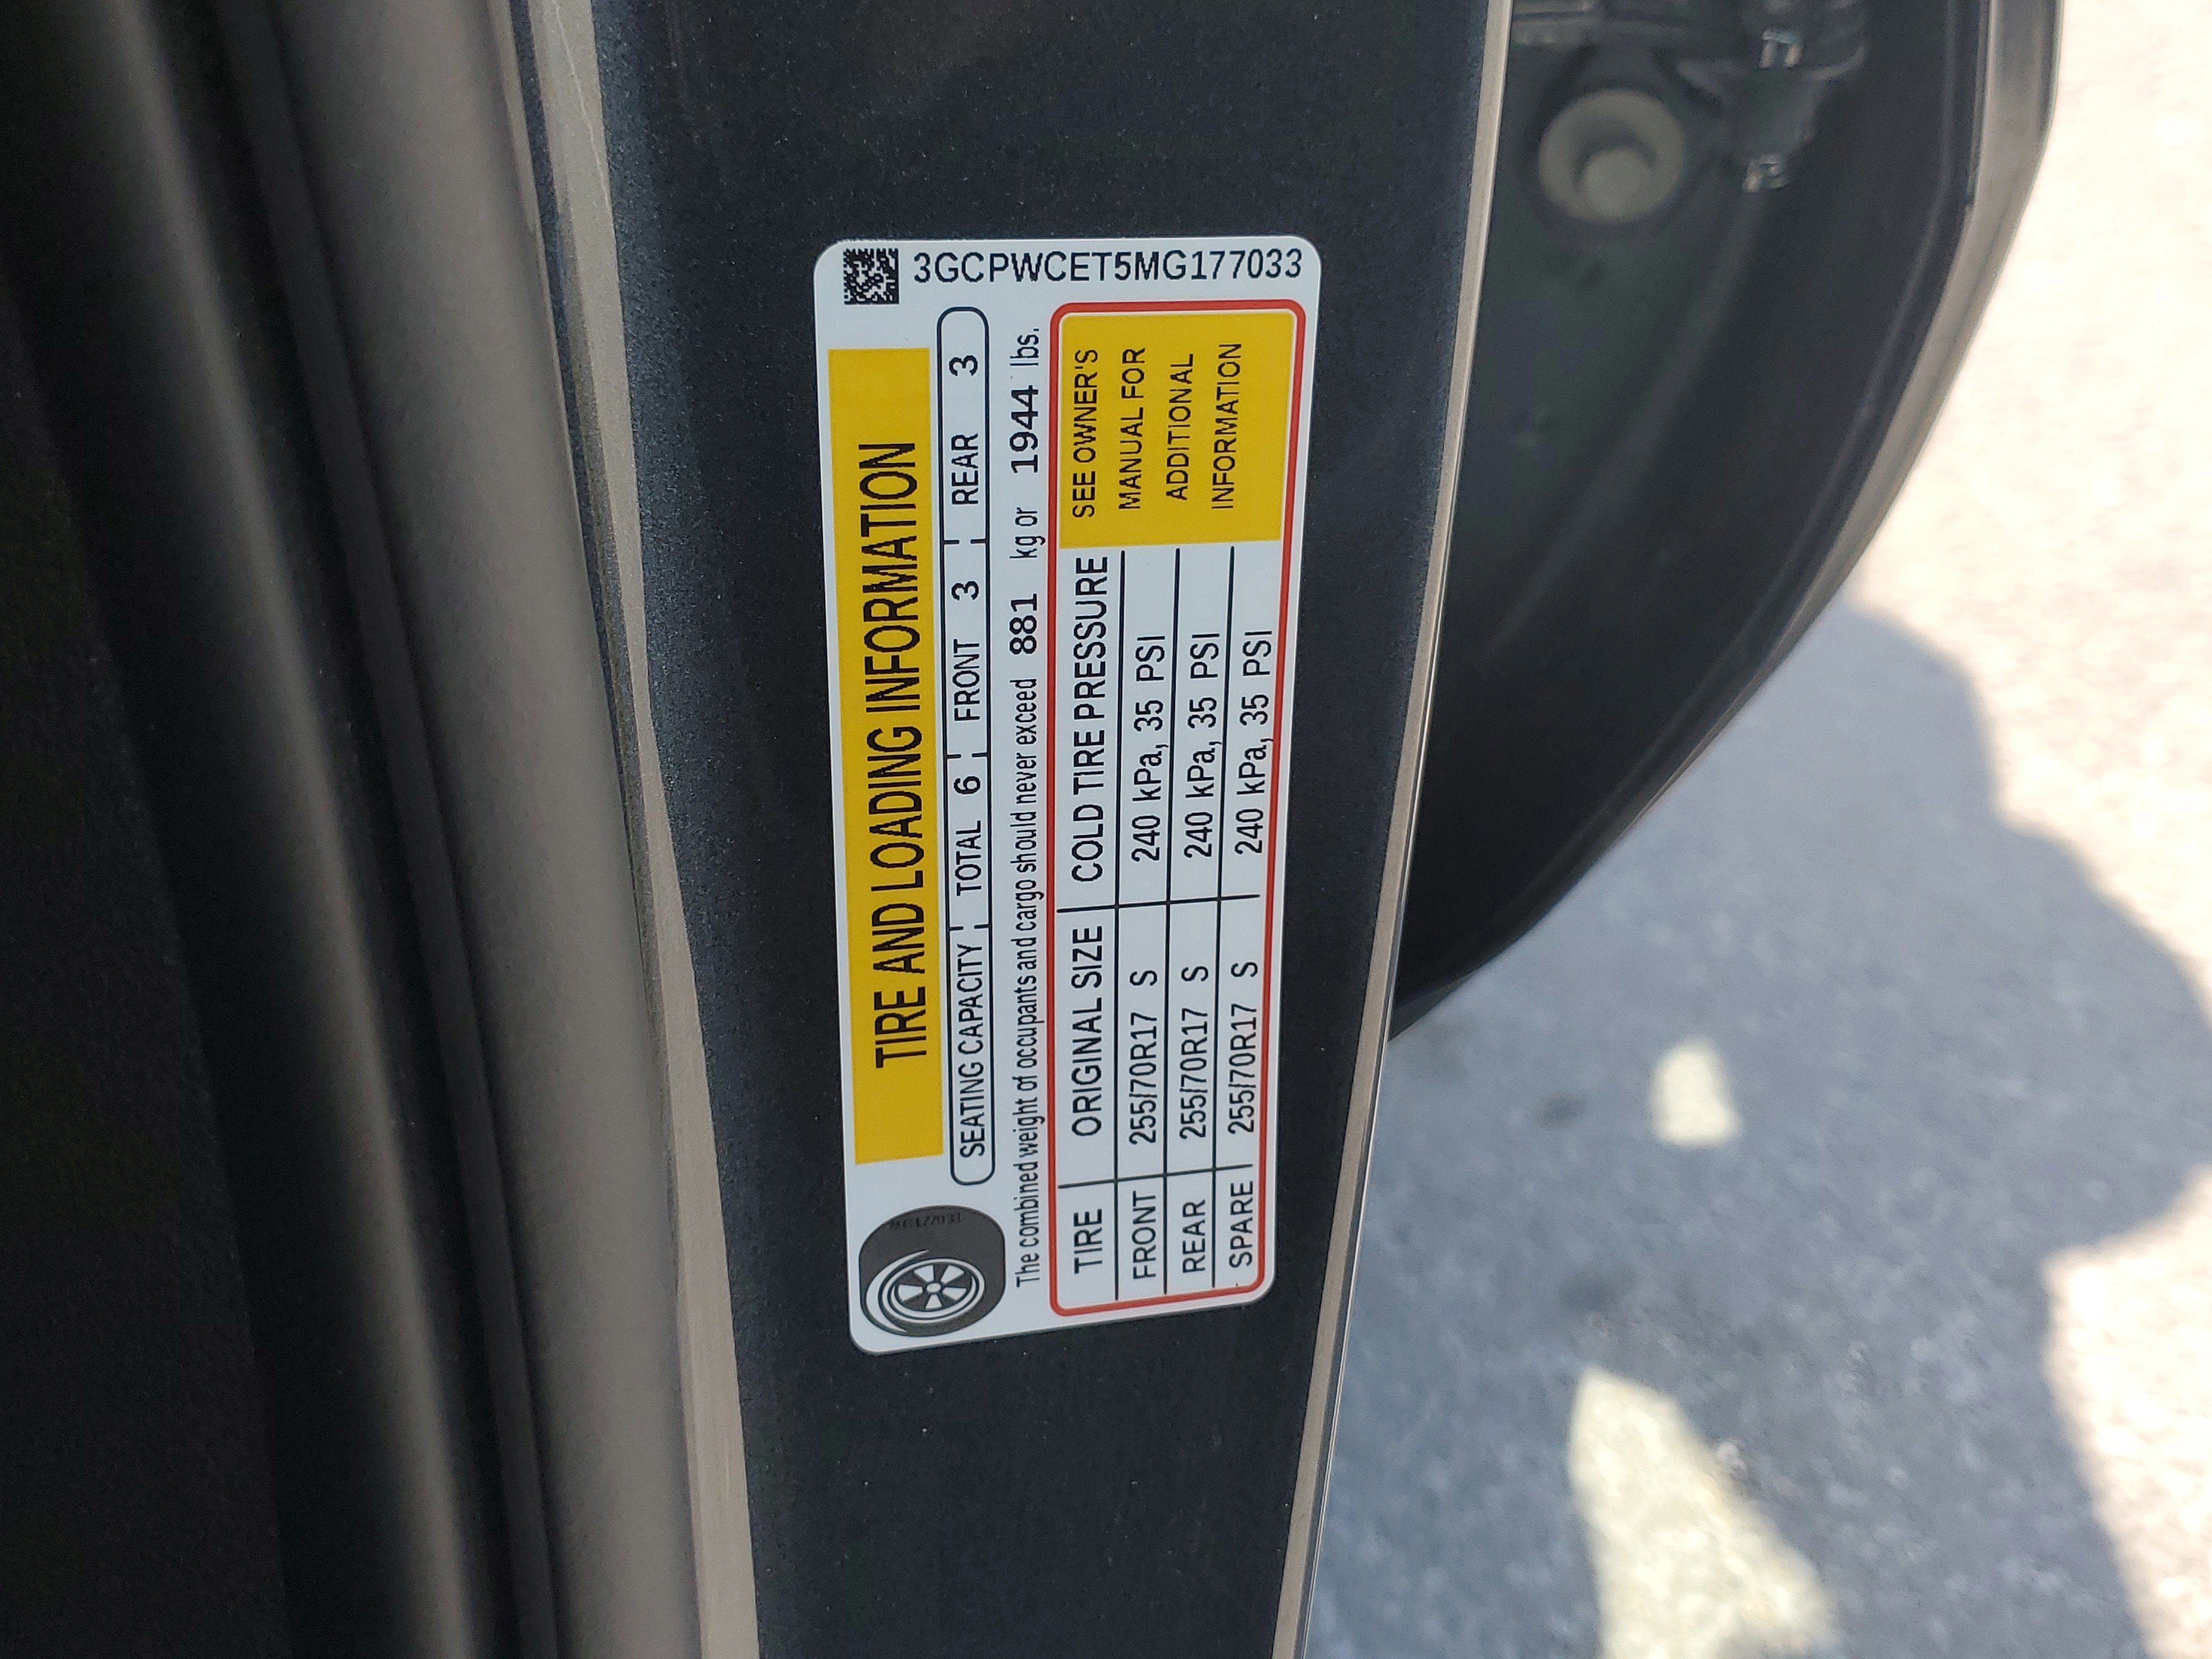 3GCPWCET5MG177033
TIRE AND LOADING INFORMATION
SEATING CAPACITY TOTAL 6 FRONT 3 REAR 3
The combined weight of occupants and cargo should never exceed 881 kg or 1944 lbs.
TIRE ORIGINAL SIZE COLD TIRE PRESSURE
FRONT 255/70R17 S 240 kPa, 35 PSI
REAR 255/70R17 S 240 kPa, 35 PSI
SPARE 255/70R17 S 240 kPa, 35 PSI
SEE OWNER'S
MANUAL FOR
ADDITIONAL
INFORMATION